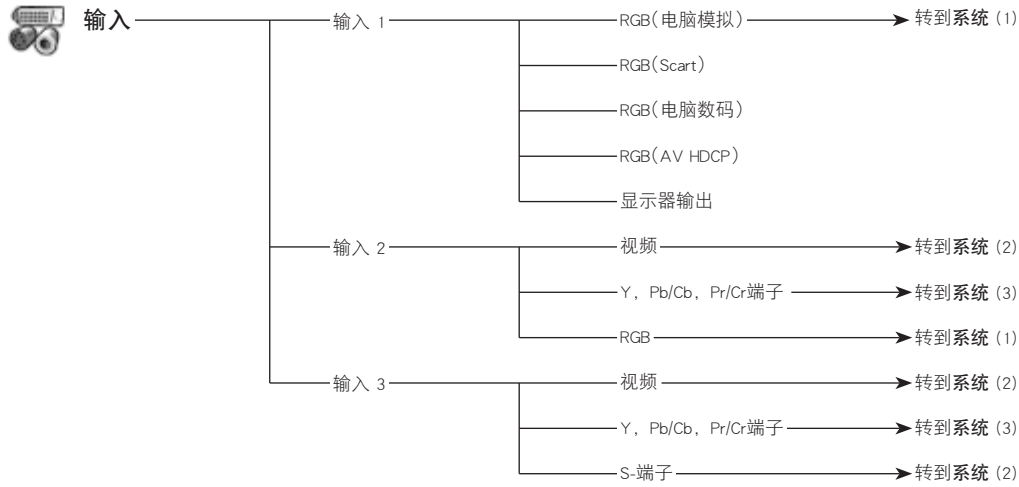 输入
输入 1
RGB（电脑模拟）
转到系统 (1)
RGB（Scart）
RGB（电脑数码）
RGB（AV HDCP）
显示器输出
输入 2
视频
转到系统 (2)
Y，Pb/Cb，Pr/Cr端子
转到系统 (3)
RGB
转到系统 (1)
输入 3
视频
转到系统 (2)
Y，Pb/Cb，Pr/Cr端子
转到系统 (3)
S-端子
转到系统 (2)